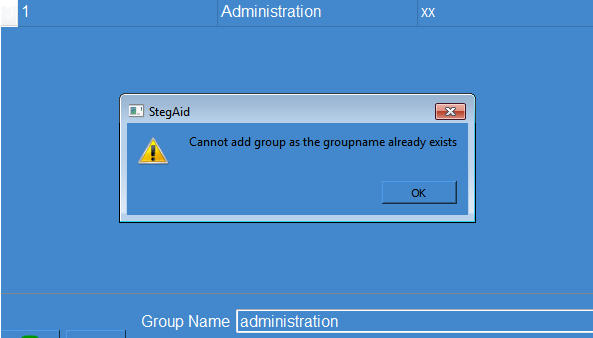 1 Administration xx
StegAid
Cannot add group as the groupname already exists
OK
Group Name administration